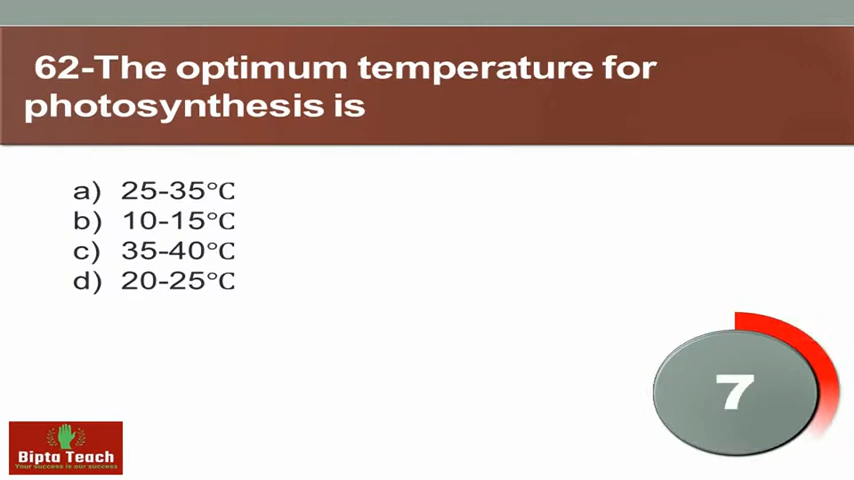 62-The optimum temperature for
photosynthesis is
a) 25-35°C
b) 10-15°C
c) 35-40°C
d) 20-25°C
7
Bipta Teach
Your success is our success